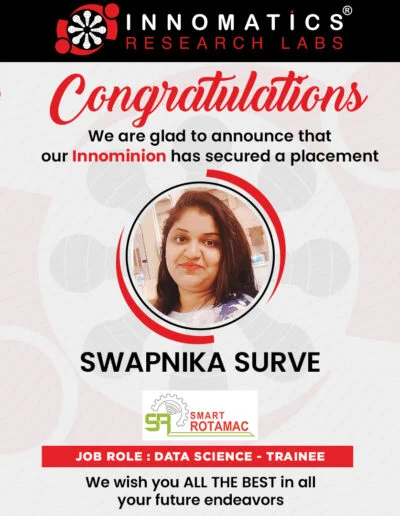 INNOMATICS®
RESEARCH LABS
Congratulations
We are glad to announce that
our Innominion has secured a placement
SWAPNIKA SURVE
SR SMART
ROTAMAC
JOB ROLE : DATA SCIENCE - TRAINEE
We wish you ALL THE BEST in all
your future endeavors